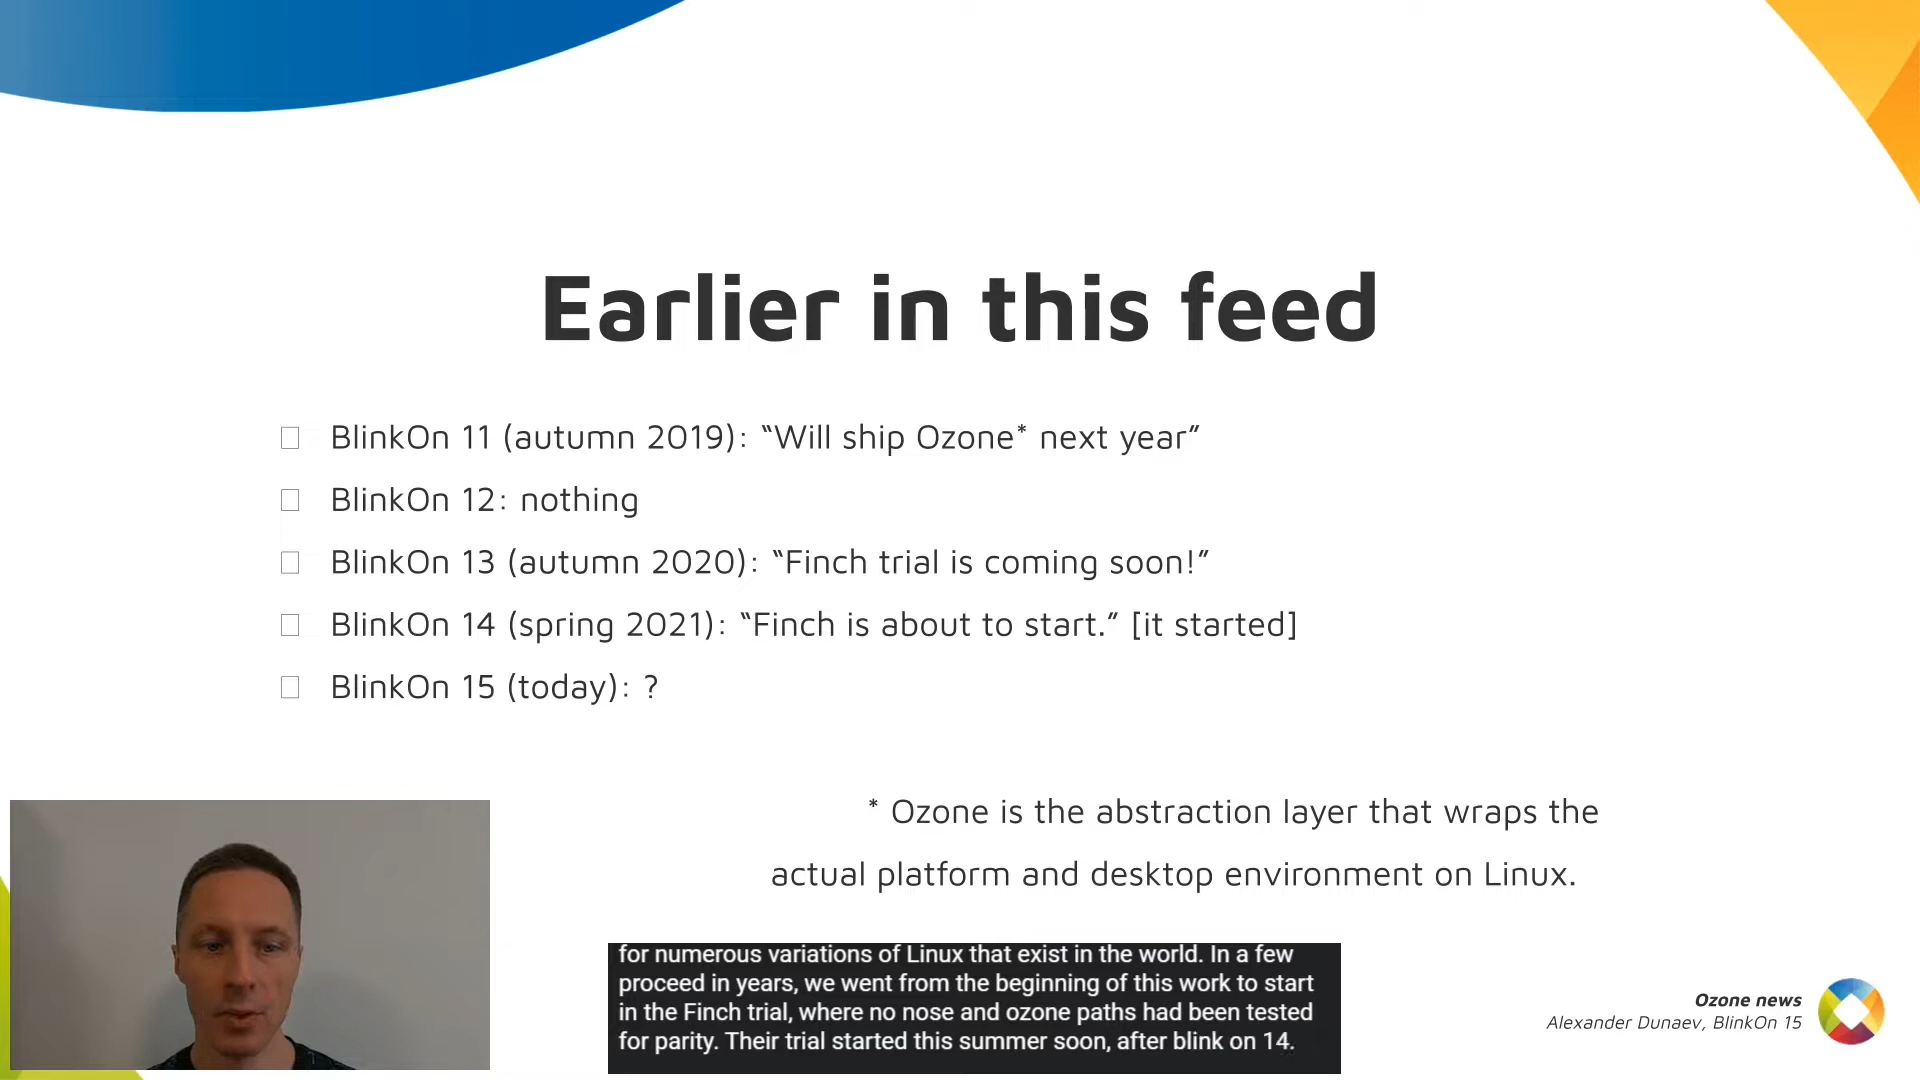 Earlier in this feed
BlinkOn 11 (autumn 2019): “Will ship Ozone* next year”
BlinkOn 12: nothing
BlinkOn 13 (autumn 2020): “Finch trial is coming soon!”
BlinkOn 14 (spring 2021): “Finch is about to start.” [it started]
BlinkOn 15 (today): ?
* Ozone is the abstraction layer that wraps the
actual platform and desktop environment on Linux.
for numerous variations of Linux that exist in the world. In a few
proceed in years, we went from the beginning of this work to start
in the Finch trial, where no nose and ozone paths had been tested
for parity. Their trial started this summer soon, after blink on 14.
Ozone news
Alexander Dunaev, BlinkOn 15